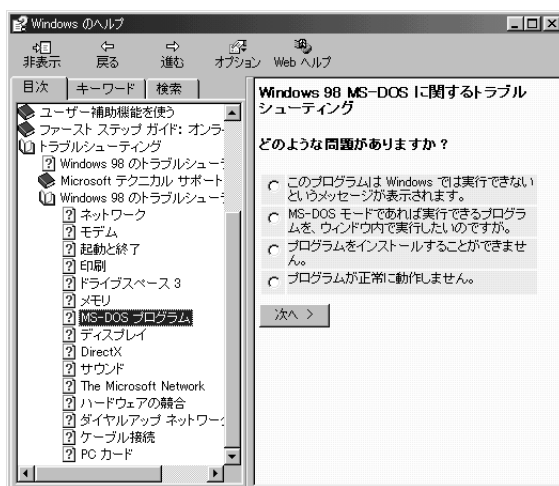 Windows のヘルプ
非表示 戻る 進む オプション Web ヘルプ
目次 キーワード 検索
ユーザー補助機能を使う
ファースト ステップ ガイド: オンラ
トラブルシューティング
Windows 98 のトラブルシュー
Microsoft テクニカル サポート
Windows 98 のトラブルシュー
ネットワーク
モデム
起動と終了
印刷
ドライブスペース 3
メモリ
MS-DOS プログラム
ディスプレイ
DirectX
サウンド
The Microsoft Network
ハードウェアの競合
ダイヤルアップ ネットワー
ケーブル接続
PC カード
Windows 98 MS-DOS に関するトラブル
シューティング
どのような問題がありますか？
このプログラムは Windows では実行できない
というメッセージが表示されます。
MS-DOS モードであれば実行できるプログラ
ムを、ウィンドウ内で実行したいのですが。
プログラムをインストールすることができませ
ん。
プログラムが正常に動作しません。
次へ >